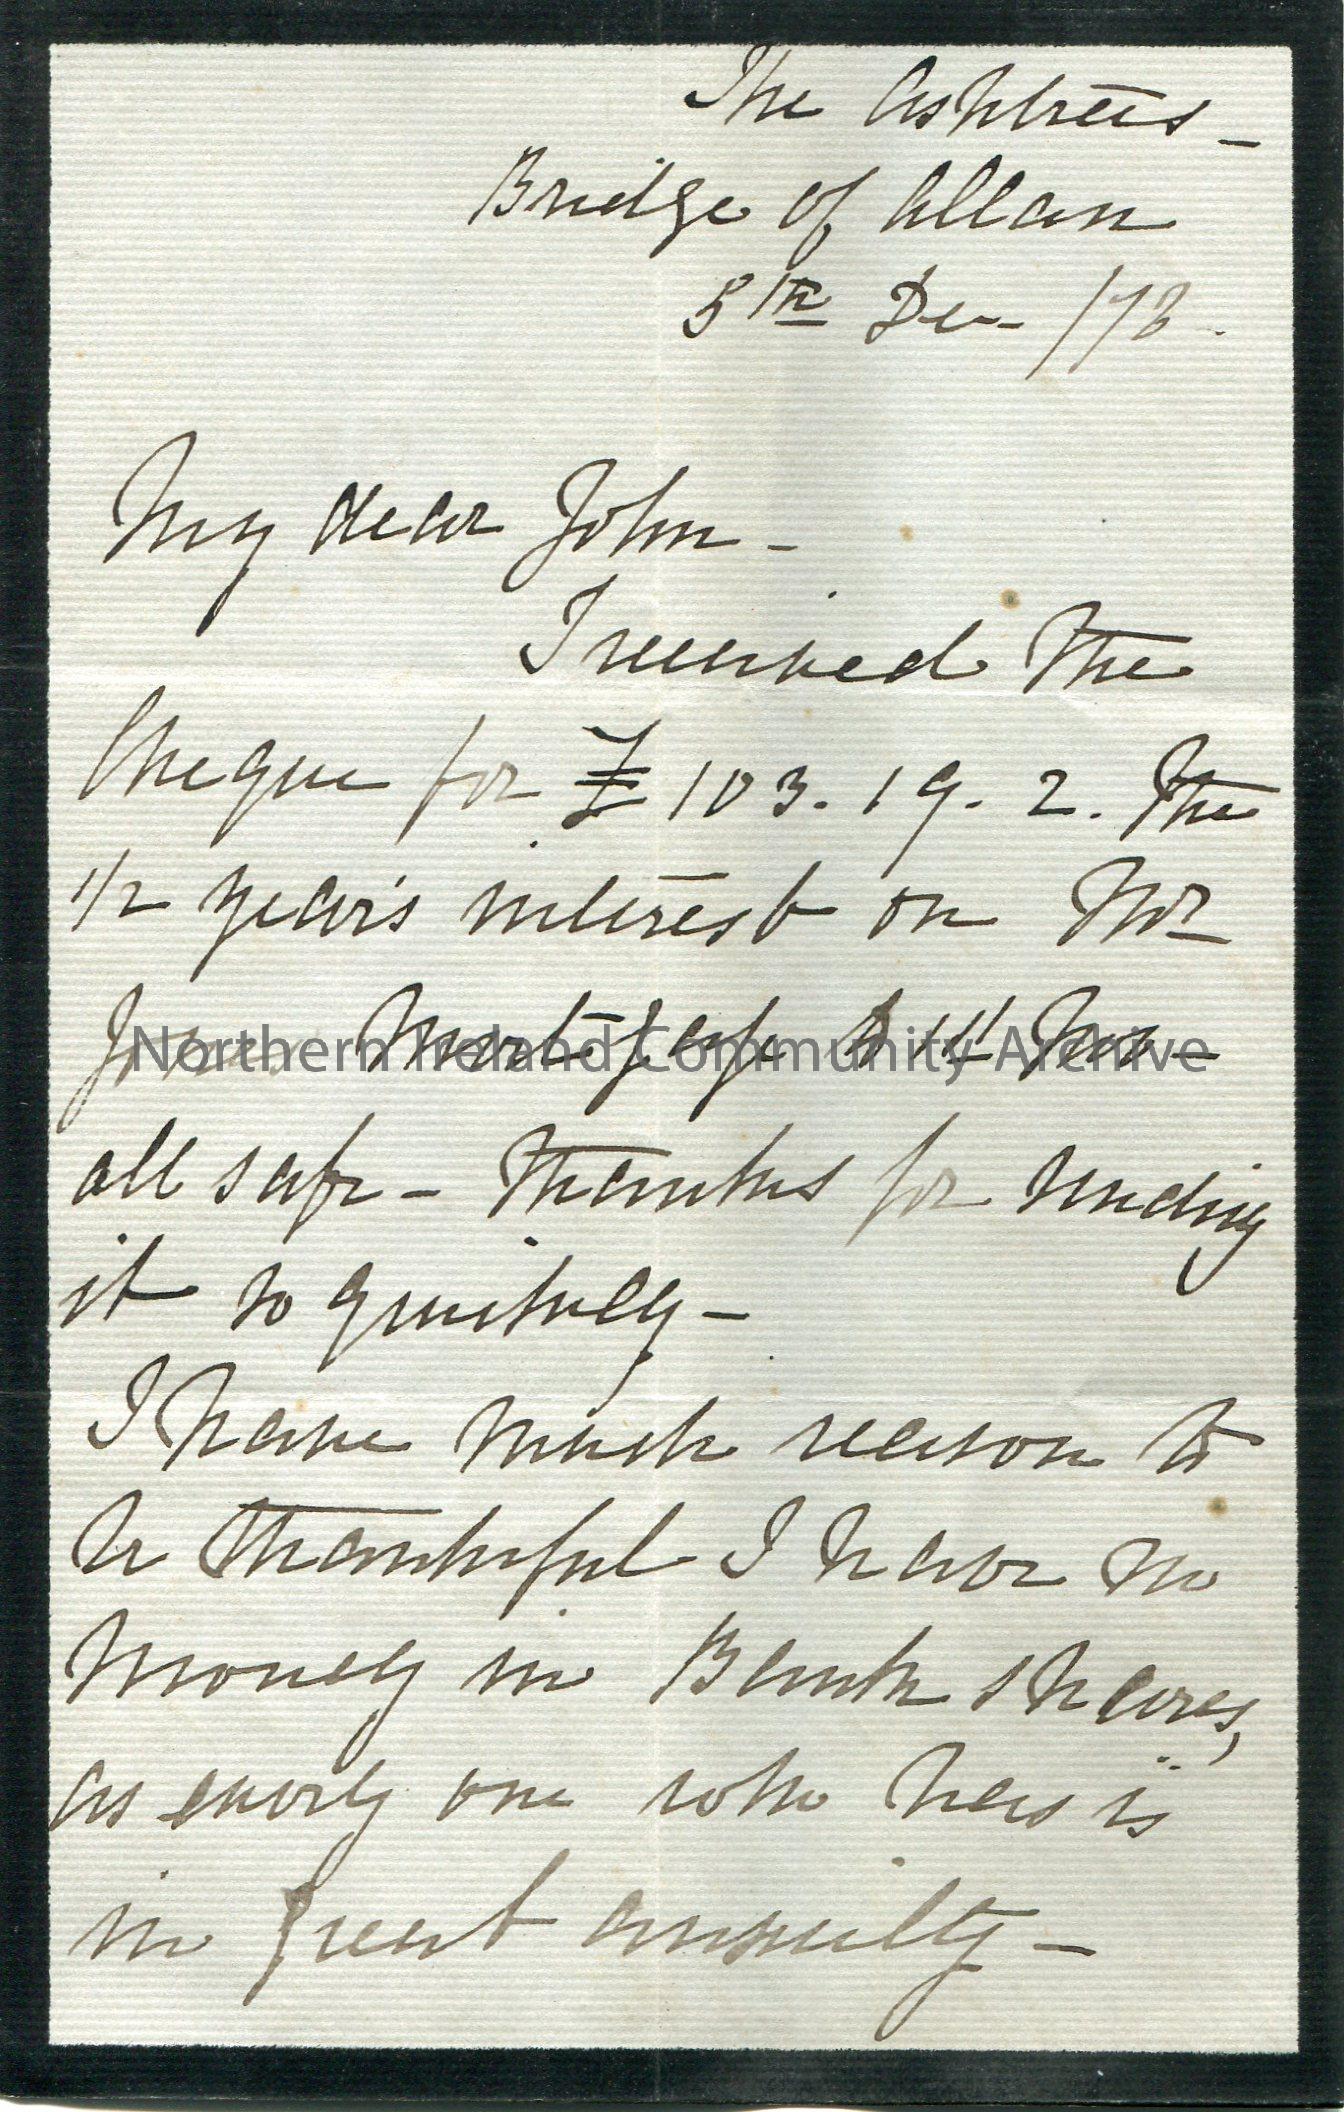 The Ashtrees –
Bridge of Allan
5th Dec /78.
My dear John –
I received the
Cheque for £103.19.2. the
1/2 year's interest on Mr
Mortgage
all safe – thanks for sending
it so quickly –
I have much reason to
be thankful I have no
money in Bank shares,
as every one who has is
in great anxiety –
Northern Ireland Community Archive